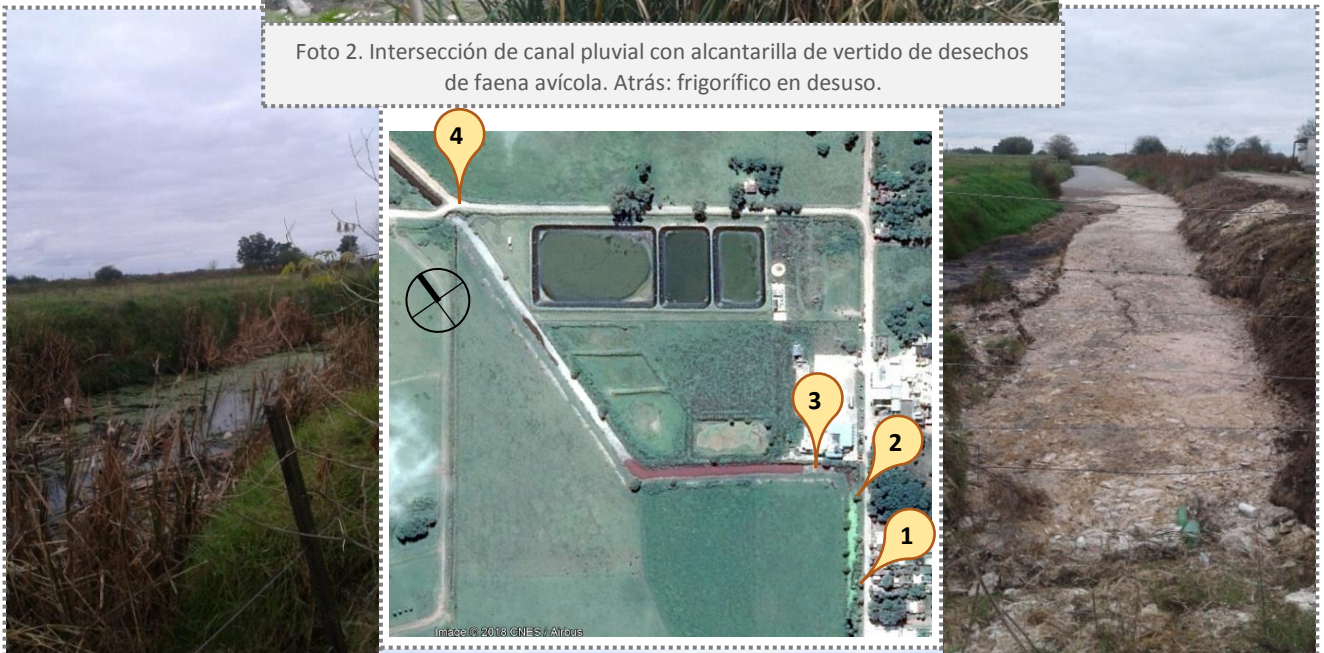 Foto 2. Intersección de canal pluvial con alcantarilla de vertido de desechos
de faena avícola. Atrás: frigorífico en desuso.
4
3
2
1
Image © 2018 CNES / Airbus